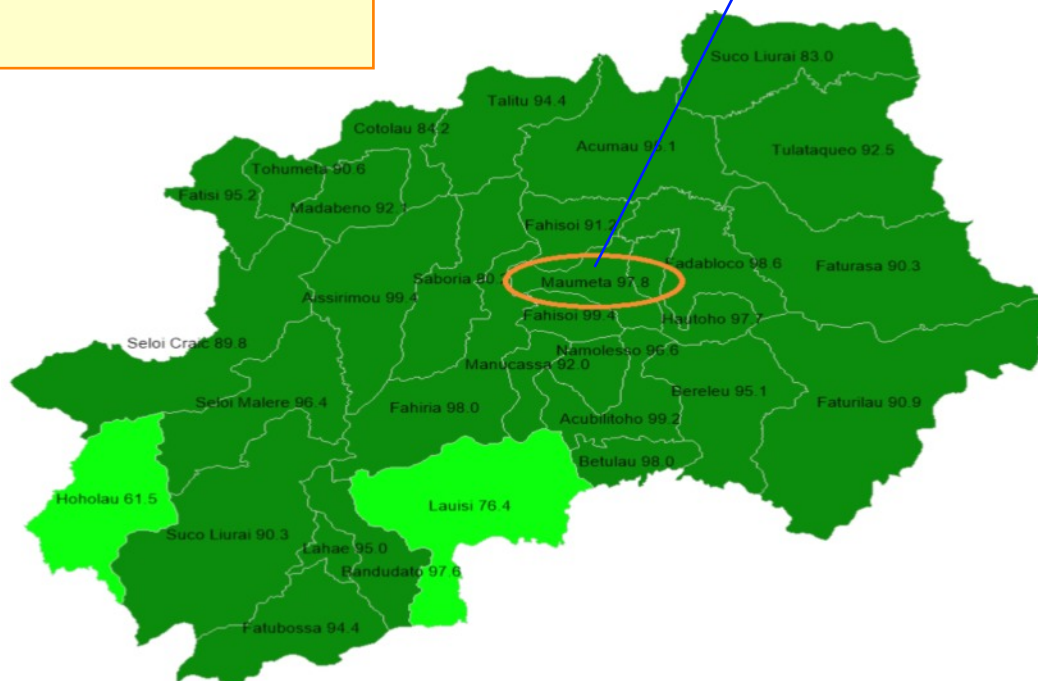 Suco Liurai 83.0
Talitu 94.4
Cotolau 84.2
Acumau 95.1
Tulataqueo 92.5
Tohumeta 90.6
Fatisi 95.2
Madabeno 92.1
Fahisoi 91.2
Fadabloco 98.6
Faturasa 90.3
Saboria 80.2
Maumeta 97.8
Aissirimou 99.4
Fahisoi 99.4
Hautoho 97.7
Seloi Craic 89.8
Namolesso 96.6
Manucassa 92.0
Bereleu 95.1
Seloi Malere 96.4
Fahiria 98.0
Faturilau 90.9
Acubilitoho 99.2
Betulau 98.0
Hoholau 61.5
Lauisi 76.4
Suco Liurai 90.3
Lahae 95.0
Bandudato 97.6
Fatubossa 94.4